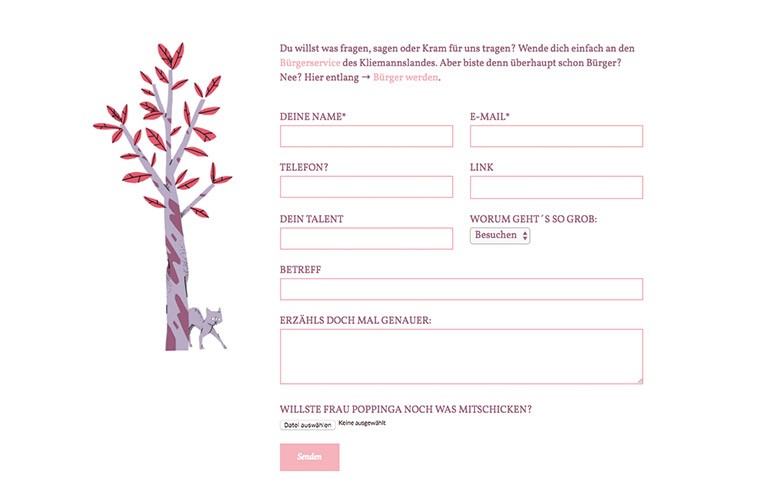 Du willst was fragen, sagen oder Kram für uns tragen? Wende dich einfach an den
Bürgerservice des Kliemannslandes. Aber biste denn überhaupt schon Bürger?
Nee? Hier entlang → Bürger werden.
DEINE NAME* E-MAIL*
TELEFON? LINK
DEIN TALENT WORUM GEHT´S SO GROB:
Besuchen
BETREFF
ERZÄHLS DOCH MAL GENAUER:
WILLSTE FRAU POPPINGA NOCH WAS MITSCHICKEN?
Datei auswählen Keine ausgewählt
Senden